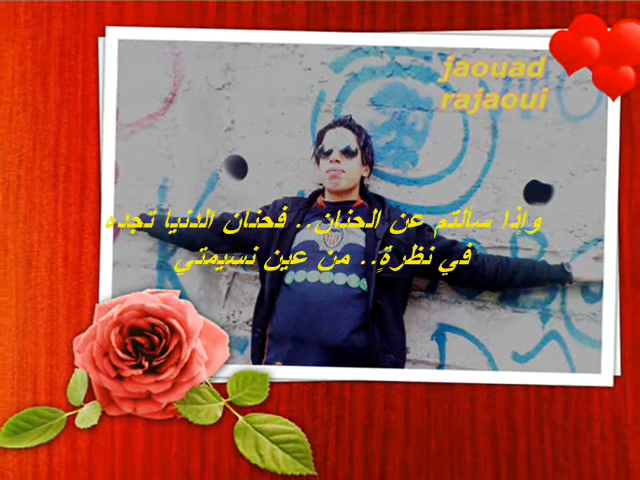 jaouad
rajaoui
وإذا سألتم عن الحنان.. فحنان الدنيا تجده
في نظرةٍ.. من عين نسيمتي